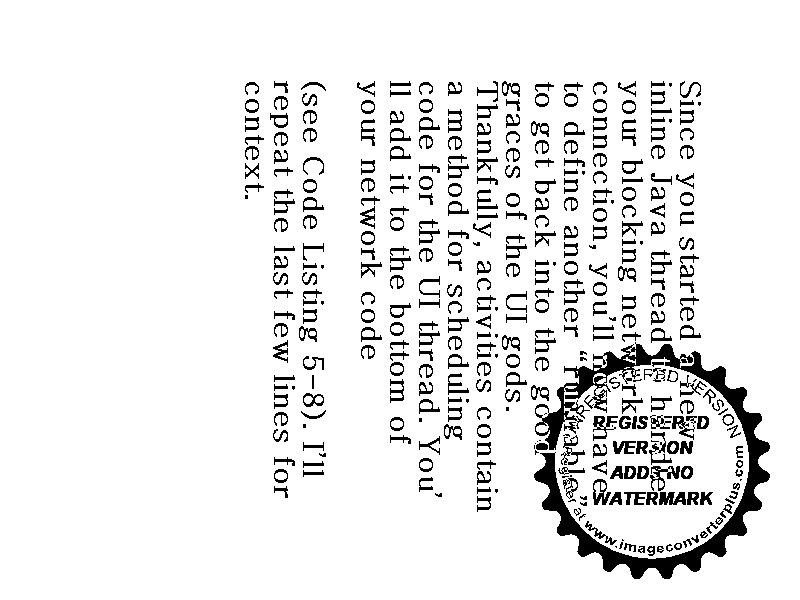 Since you started a new
inline Java thread to handle
your blocking network
connection, you'll now have
to define another “runnable”
to get back into the good
graces of the UI gods.
Thankfully, activities contain
a method for scheduling
code for the UI thread. You'
ll add it to the bottom of
your network code
(see Code Listing 5-8). I'll
repeat the last few lines for
context.
REGISTERED VERSION
REGISTERED
VERSION
ADDS NO
WATERMARK
Register at www.imageconverterplus.com